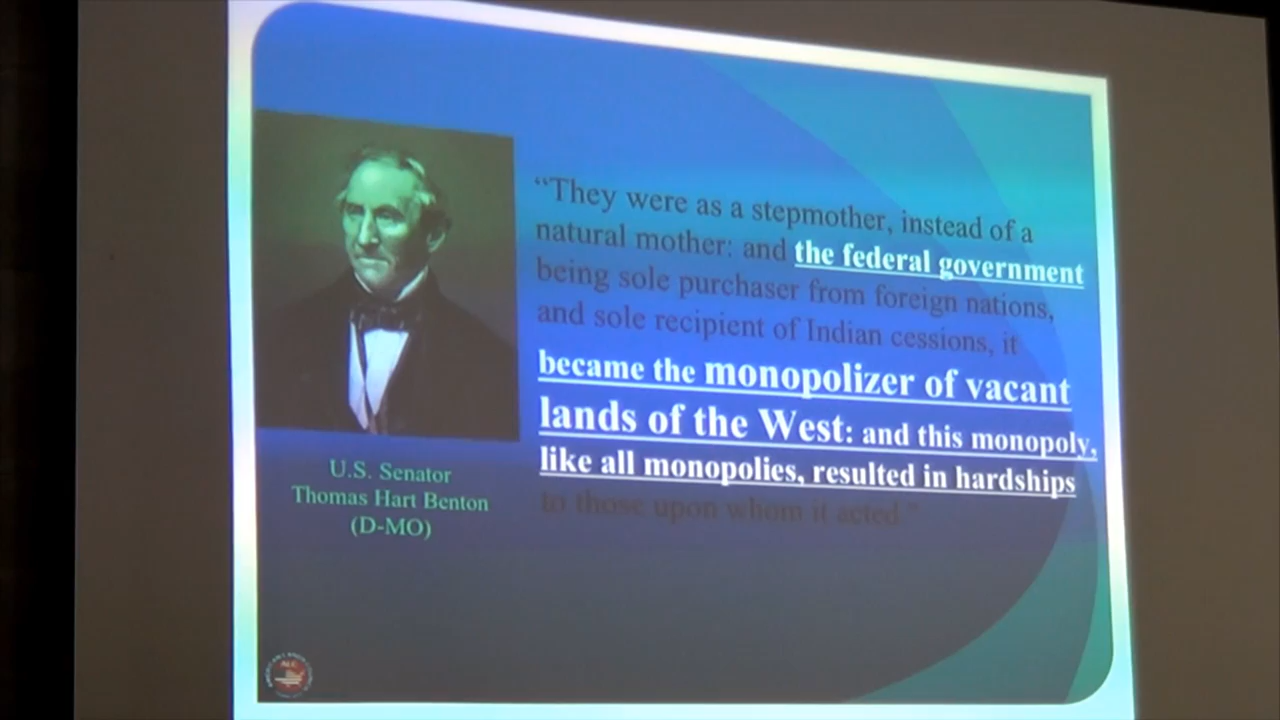 “They were as a stepmother, instead of a
natural mother: and the federal government
being sole purchaser from foreign nations,
and sole recipient of Indian cessions, it
became the monopolizer of vacant
lands of the West: and this monopoly,
like all monopolies, resulted in hardships
to those upon whom it acted.”
U.S. Senator
Thomas Hart Benton
(D-MO)
ALC